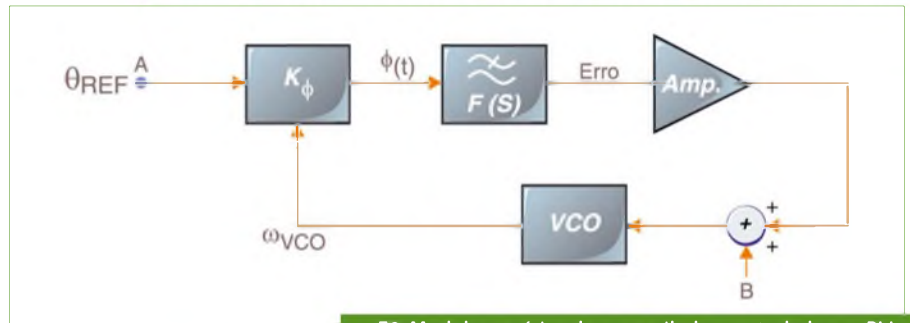 A
θREF
Kϕ
ϕ(t)
F(S)
Erro
Amp.
ωVCO
VCO
+
+
+
B